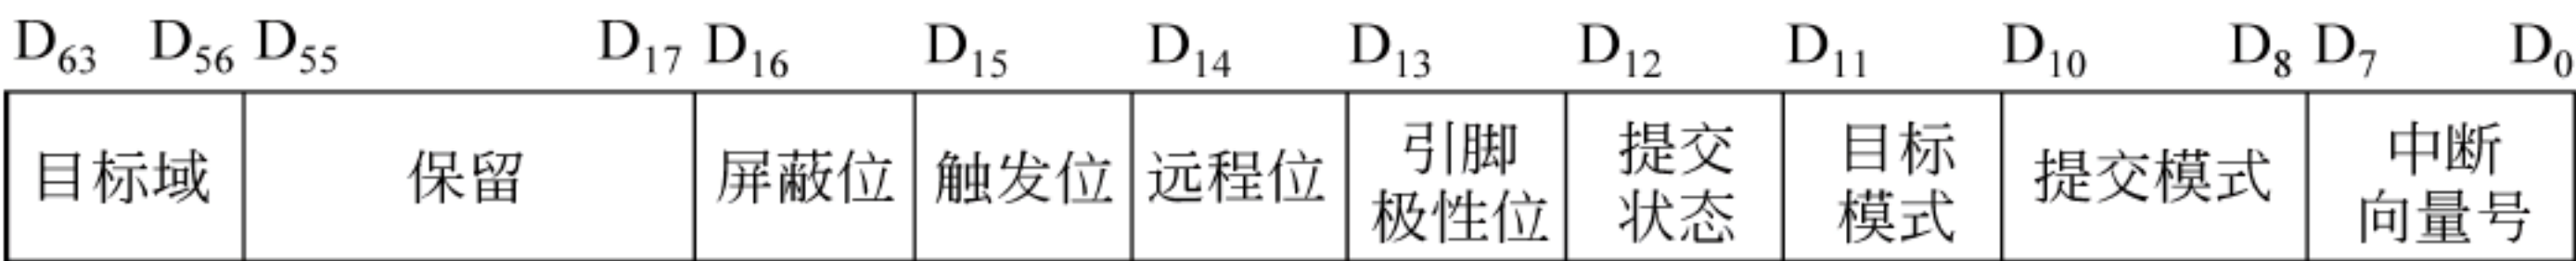 D₆₃ D₅₆ D₅₅ D₁₇ D₁₆ D₁₅ D₁₄ D₁₃ D₁₂ D₁₁ D₁₀ D₈ D₇ D₀
目标域
保留
屏蔽位
触发位
远程位
引脚
极性位
提交
状态
目标
模式
提交模式
中断
向量号